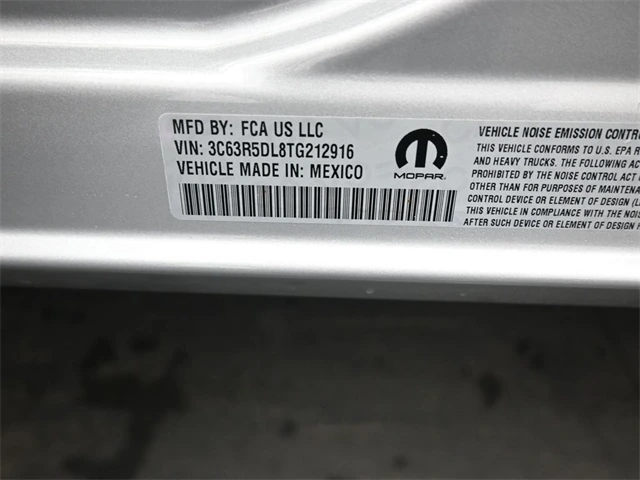 MFD BY: FCA US LLC
VIN: 3C63R5DL8TG212916
VEHICLE MADE IN: MEXICO
MOPAR
VEHICLE NOISE EMISSION CONTR
THIS VEHICLE CONFORMS TO U.S. EPA R
AND HEAVY TRUCKS. THE FOLLOWING AC
PROHIBITED BY THE NOISE CONTROL ACT
OTHER THAN FOR PURPOSES OF MAINTENA
CONTROL DEVICE OR ELEMENT OF DESIGN (L
THIS VEHICLE IN COMPLIANCE WITH THE NOIS
AFTER SUCH DEVICE OR ELEMENT OF DESIGN